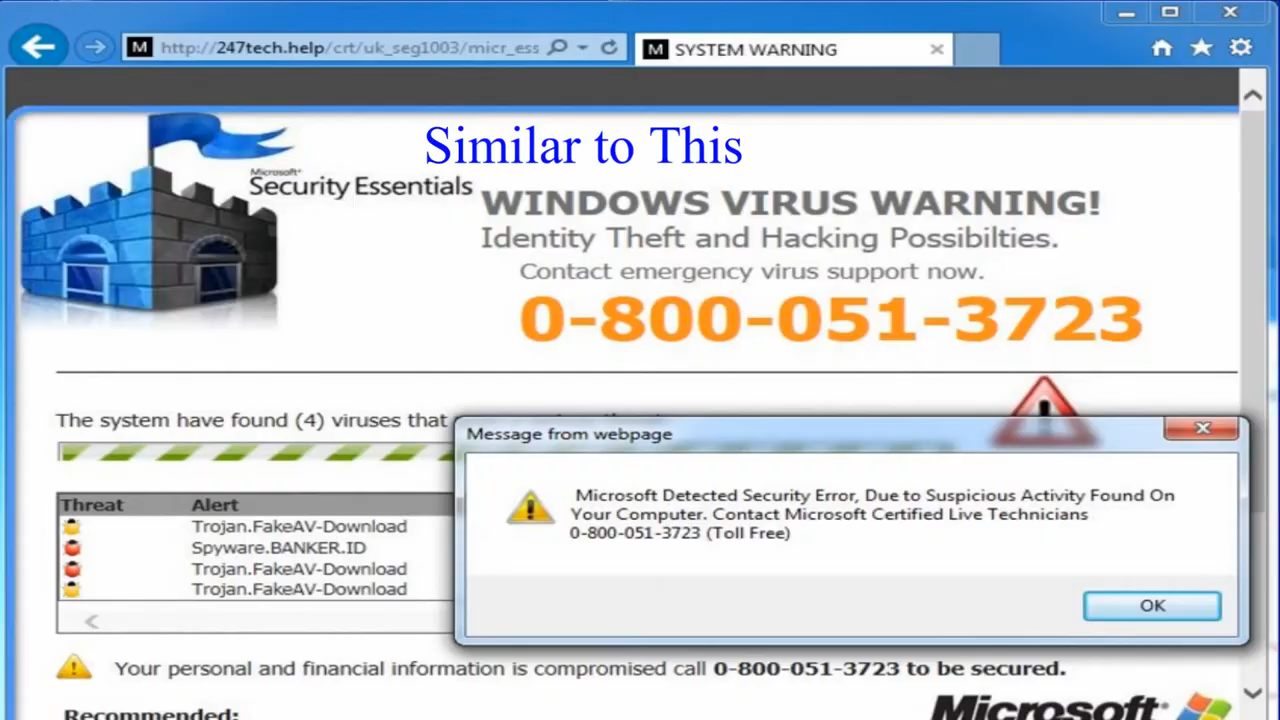 M http://247tech.help/crt/uk_seg1003/micr_ess
M SYSTEM WARNING
Similar to This
Microsoft®
Security Essentials
WINDOWS VIRUS WARNING!
Identity Theft and Hacking Possibilties.
Contact emergency virus support now.
0-800-051-3723
The system have found (4) viruses that
Message from webpage
Microsoft Detected Security Error, Due to Suspicious Activity Found On
Your Computer. Contact Microsoft Certified Live Technicians
0-800-051-3723 (Toll Free)
OK
Threat Alert
Trojan.FakeAV-Download
Spyware.BANKER.ID
Trojan.FakeAV-Download
Trojan.FakeAV-Download
Your personal and financial information is compromised call 0-800-051-3723 to be secured.
Recommended:
Microsoft®